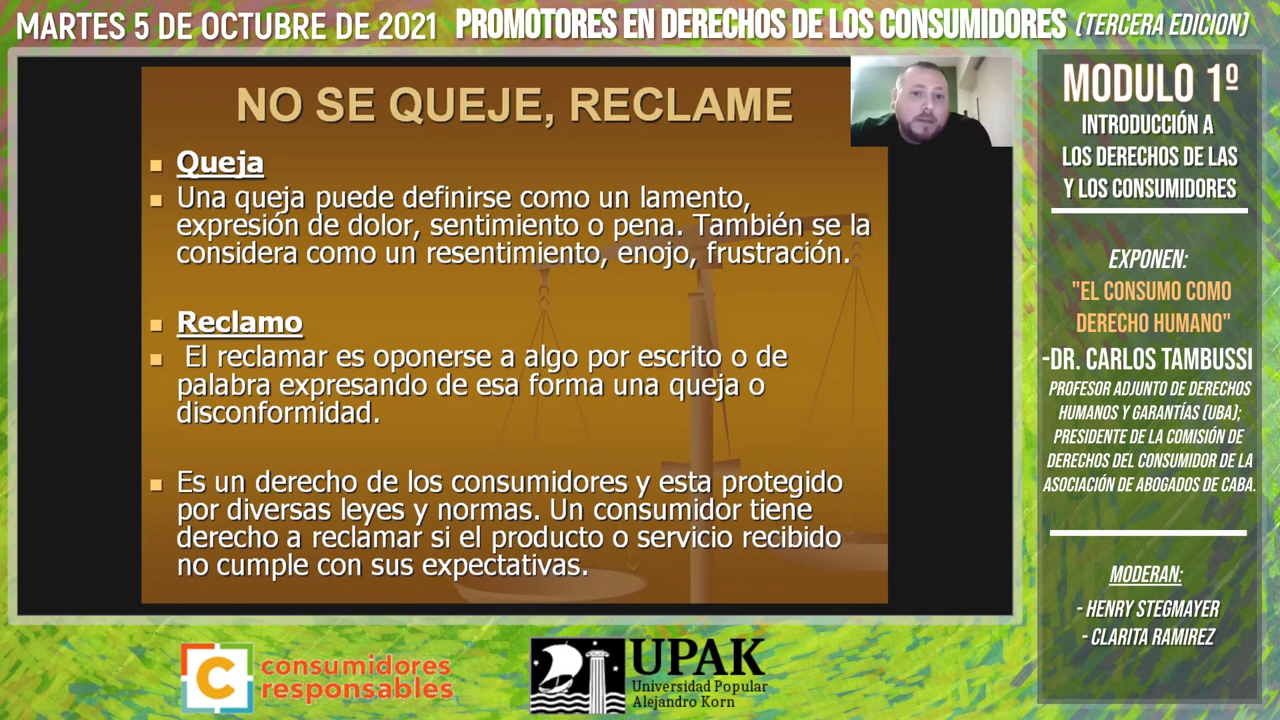 MARTES 5 DE OCTUBRE DE 2021 PROMOTORES EN DERECHOS DE LOS CONSUMIDORES (TERCERA EDICION)
NO SE QUEJE, RECLAME
Queja
Una queja puede definirse como un lamento,
expresión de dolor, sentimiento o pena. También se la
considera como un resentimiento, enojo, frustración.
Reclamo
El reclamar es oponerse a algo por escrito o de
palabra expresando de esa forma una queja o
disconformidad.
Es un derecho de los consumidores y esta protegido
por diversas leyes y normas. Un consumidor tiene
derecho a reclamar si el producto o servicio recibido
no cumple con sus expectativas.
MODULO 1º
INTRODUCCIÓN A
LOS DERECHOS DE LAS
Y LOS CONSUMIDORES
EXPONEN:
"EL CONSUMO COMO
DERECHO HUMANO"
-DR. CARLOS TAMBUSSI
PROFESOR ADJUNTO DE DERECHOS
HUMANOS Y GARANTÍAS (UBA);
PRESIDENTE DE LA COMISIÓN DE
DERECHOS DEL CONSUMIDOR DE LA
ASOCIACIÓN DE ABOGADOS DE CABA.
MODERAN:
- HENRY STEGMAYER
- CLARITA RAMIREZ
C consumidores
responsables
UPAK
Universidad Popular
Alejandro Korn